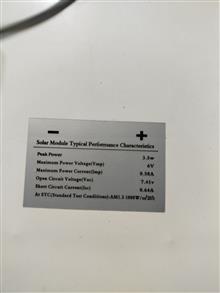 − +
Solar Module Typical Performance Characteristics
Peak Power 3.5w
Maximum Power Voltage(Vmp) 6V
Maximum Power Current(Imp) 0.58A
Open Circuit Voltage(Voc) 7.41v
Short Circuit Current(Isc) 0.64A
At STC(Standard Test Conditions):AM1.5 1000W/m²25℃